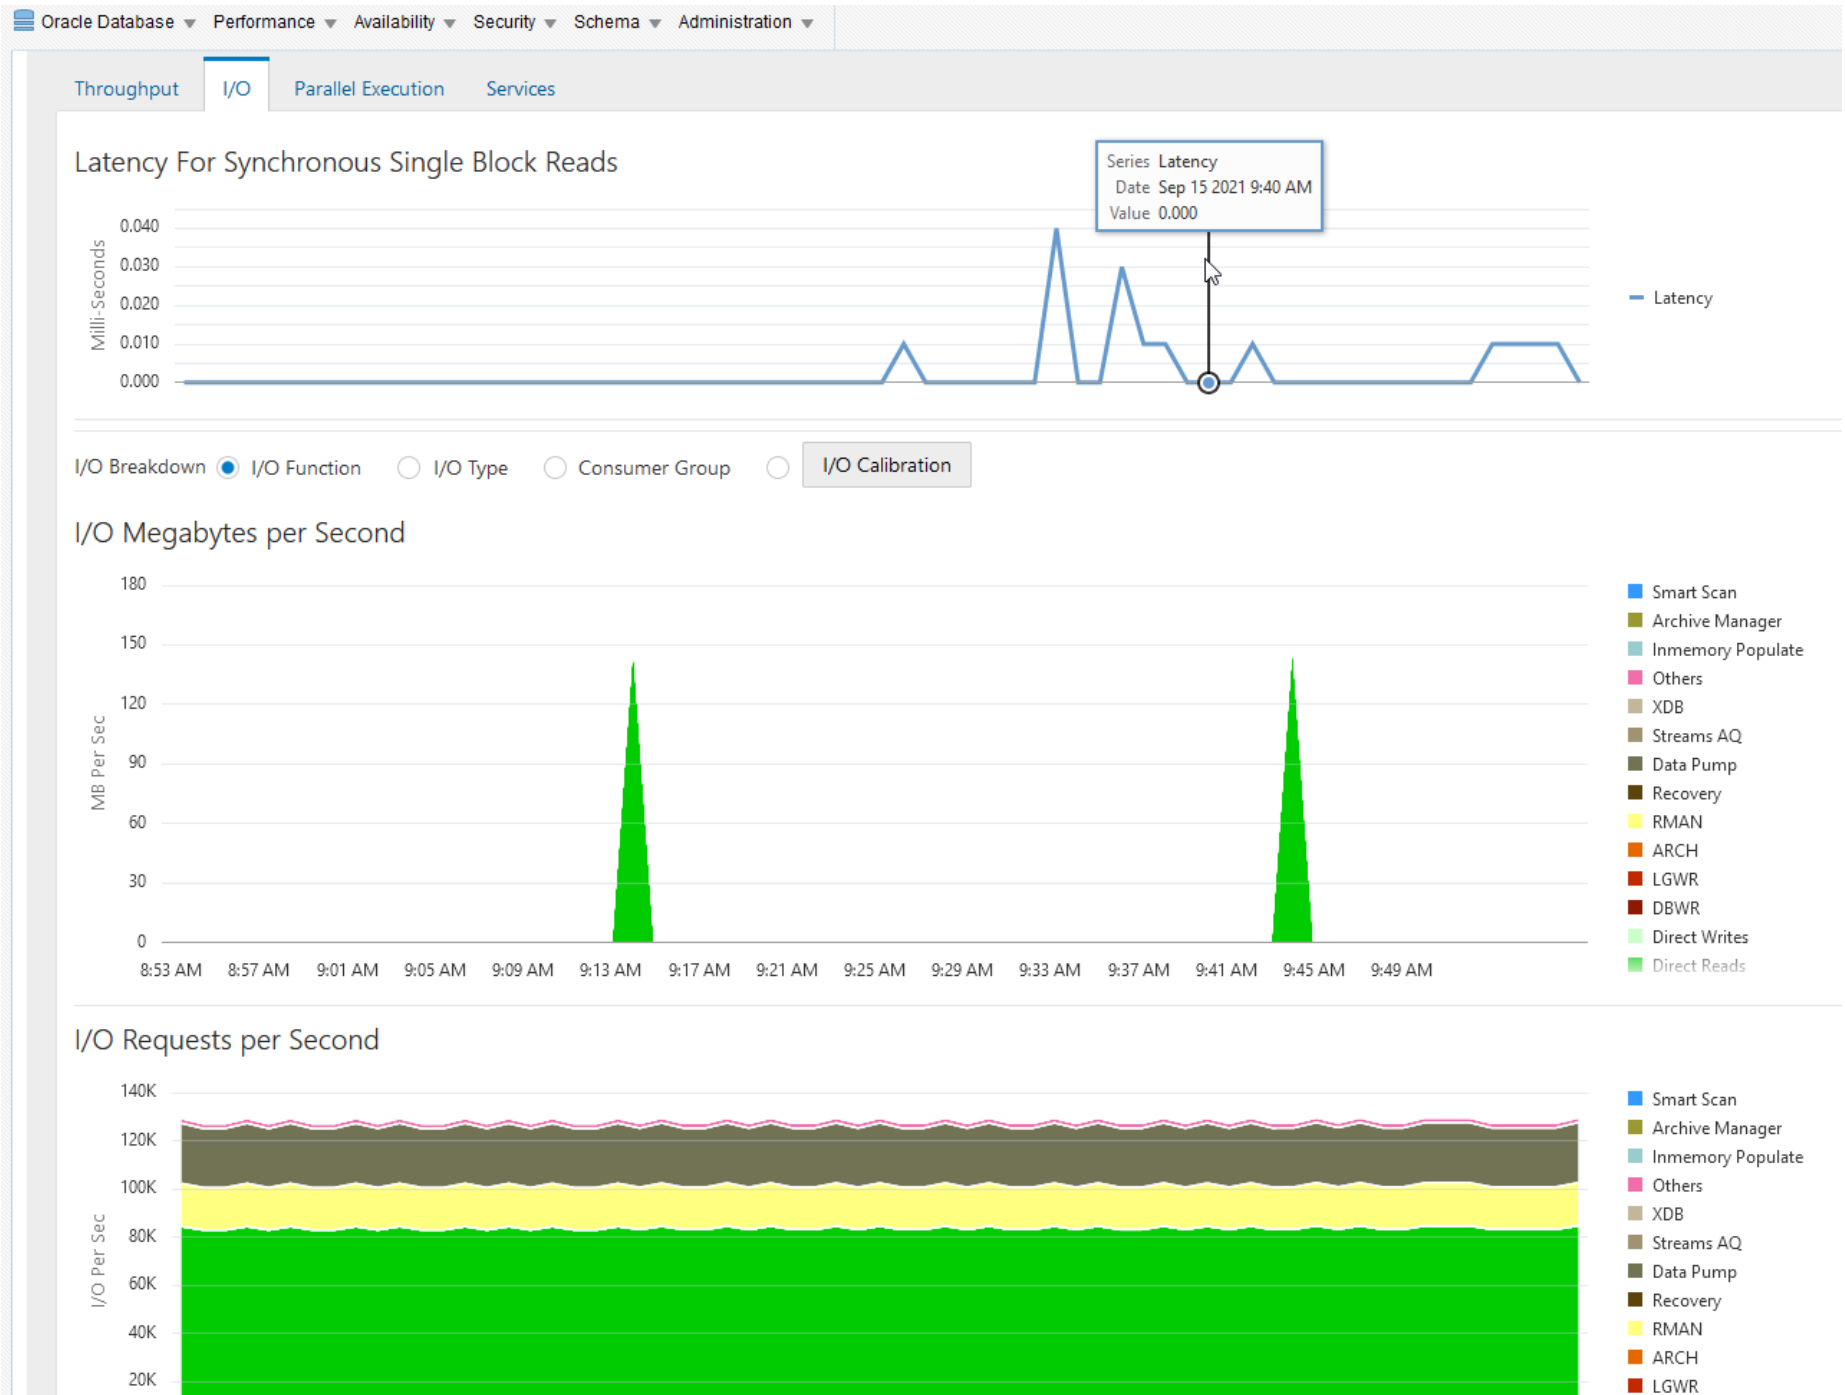 Oracle Database Performance Availability Security Schema Administration
Throughput I/O Parallel Execution Services
Latency For Synchronous Single Block Reads
Series Latency
Date Sep 15 2021 9:40 AM
Value 0.000
Milli-Seconds
0.040
0.030
0.020
0.010
0.000
Latency
I/O Breakdown I/O Function I/O Type Consumer Group I/O Calibration
I/O Megabytes per Second
MB Per Sec
180
150
120
90
60
30
0
8:53 AM 8:57 AM 9:01 AM 9:05 AM 9:09 AM 9:13 AM 9:17 AM 9:21 AM 9:25 AM 9:29 AM 9:33 AM 9:37 AM 9:41 AM 9:45 AM 9:49 AM
Smart Scan
Archive Manager
Inmemory Populate
Others
XDB
Streams AQ
Data Pump
Recovery
RMAN
ARCH
LGWR
DBWR
Direct Writes
Direct Reads
I/O Requests per Second
I/O Per Sec
140K
120K
100K
80K
60K
40K
20K
Smart Scan
Archive Manager
Inmemory Populate
Others
XDB
Streams AQ
Data Pump
Recovery
RMAN
ARCH
LGWR